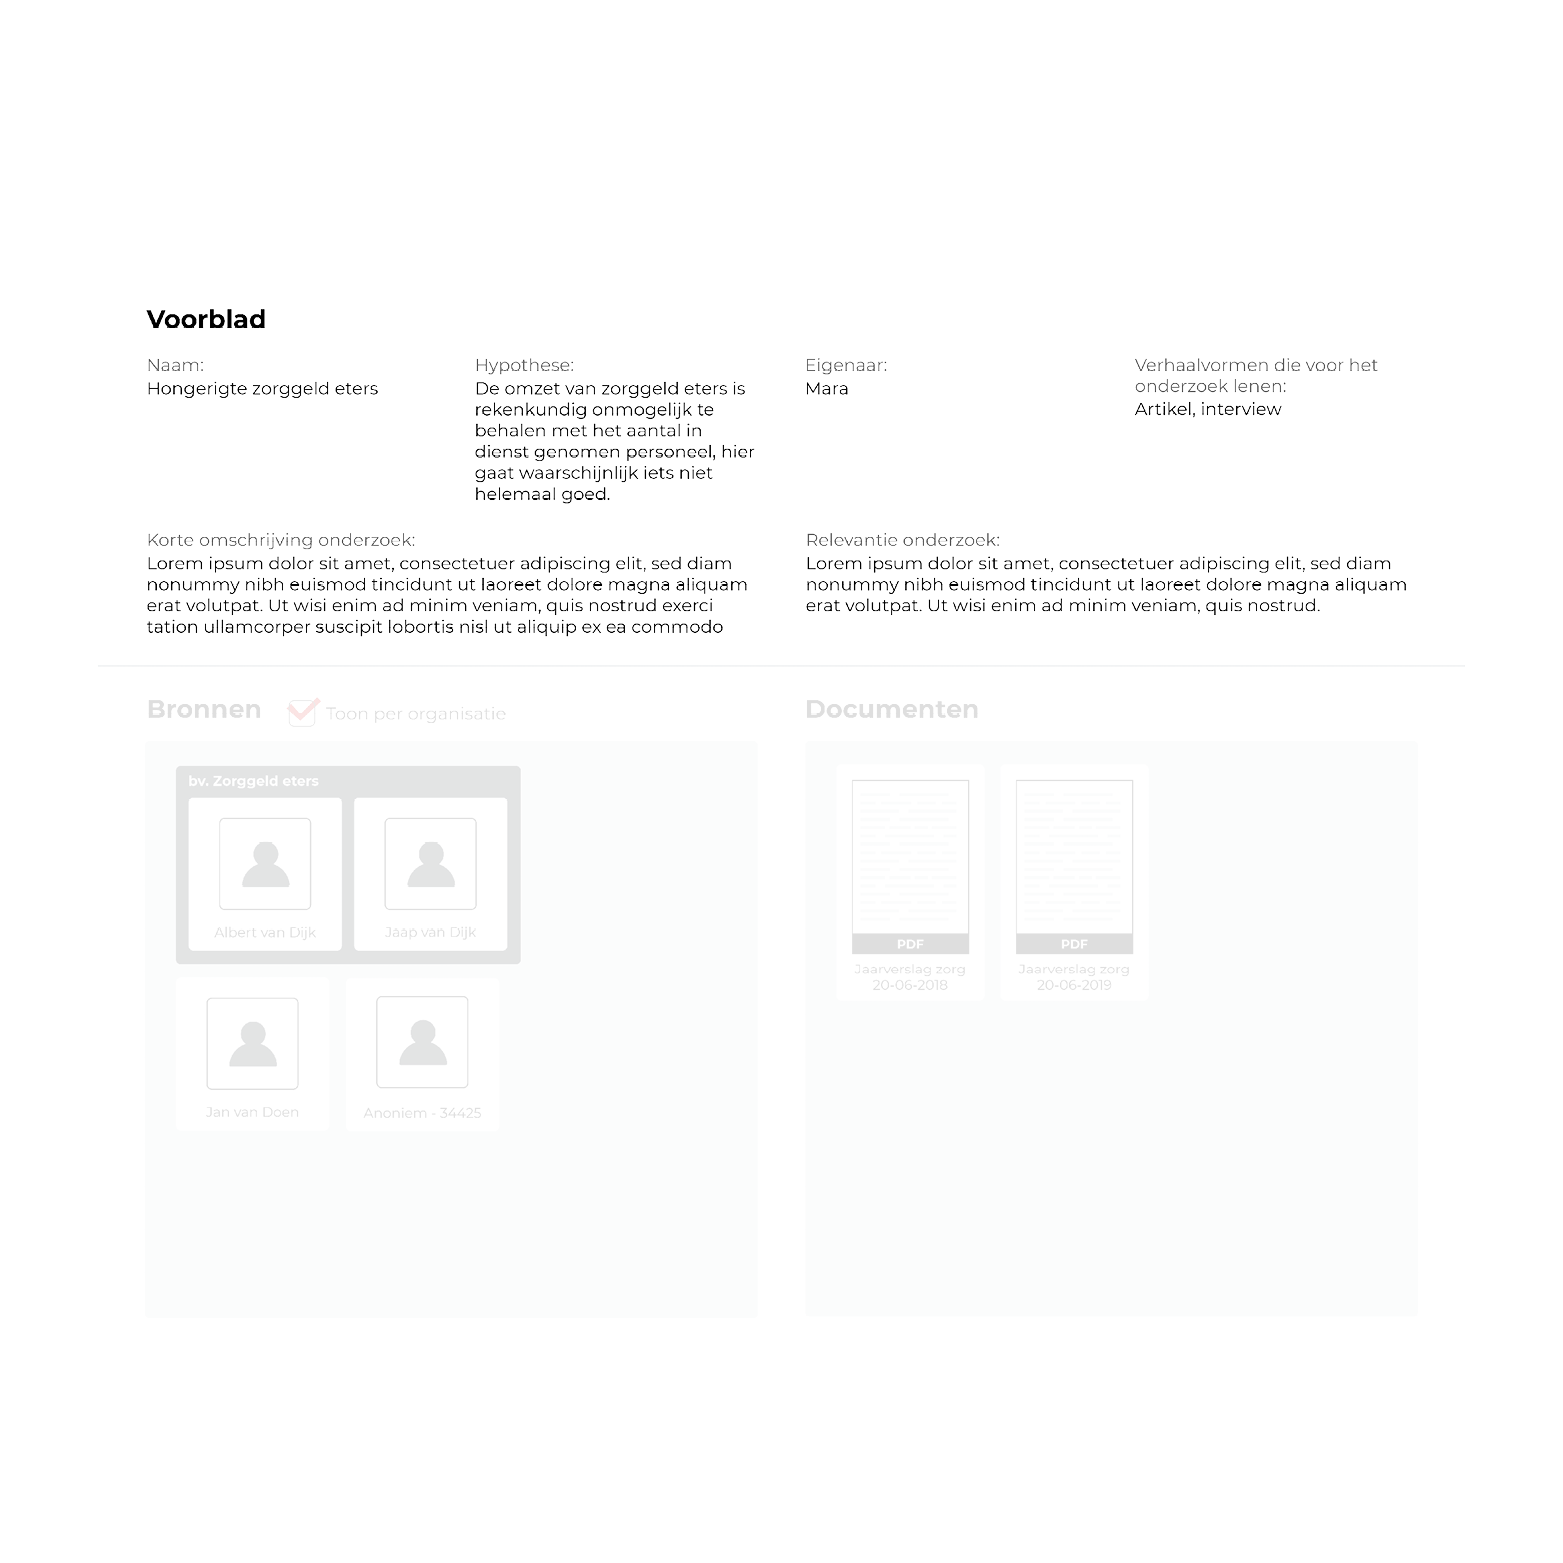 Voorblad
Naam:
Hongerigte zorggeld eters
Hypothese:
De omzet van zorggeld eters is
rekenkundig onmogelijk te
behalen met het aantal in
dienst genomen personeel, hier
gaat waarschijnlijk iets niet
helemaal goed.
Eigenaar:
Mara
Verhaalvormen die voor het
onderzoek lenen:
Artikel, interview
Korte omschrijving onderzoek:
Lorem ipsum dolor sit amet, consectetuer adipiscing elit, sed diam
nonummy nibh euismod tincidunt ut laoreet dolore magna aliquam
erat volutpat. Ut wisi enim ad minim veniam, quis nostrud exerci
tation ullamcorper suscipit lobortis nisl ut aliquip ex ea commodo
Relevantie onderzoek:
Lorem ipsum dolor sit amet, consectetuer adipiscing elit, sed diam
nonummy nibh euismod tincidunt ut laoreet dolore magna aliquam
erat volutpat. Ut wisi enim ad minim veniam, quis nostrud.
Bronnen
Toon per organisatie
bv. Zorggeld eters
Albert van Dijk
Jaap van Dijk
Jan van Doen
Anoniem - 34425
Documenten
PDF
Jaarverslag zorg
20-06-2018
PDF
Jaarverslag zorg
20-06-2019